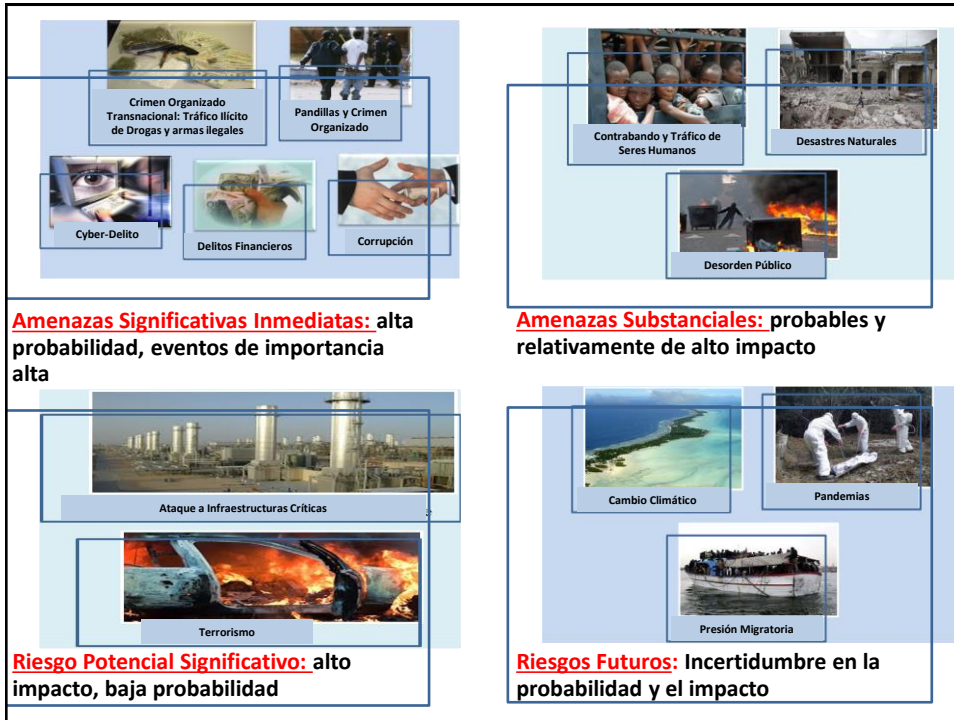 Crimen Organizado
Transnacional: Tráfico Ilícito
de Drogas y armas ilegales
Pandillas y Crimen
Organizado
Cyber-Delito
Delitos Financieros
Corrupción
Amenazas Significativas Inmediatas: alta
probabilidad, eventos de importancia
alta
Contrabando y Tráfico de
Seres Humanos
Desastres Naturales
Desorden Público
Amenazas Substanciales: probables y
relativamente de alto impacto
Ataque a Infraestructuras Críticas
Terrorismo
Riesgo Potencial Significativo: alto
impacto, baja probabilidad
Cambio Climático
Pandemias
Presión Migratoria
Riesgos Futuros: Incertidumbre en la
probabilidad y el impacto